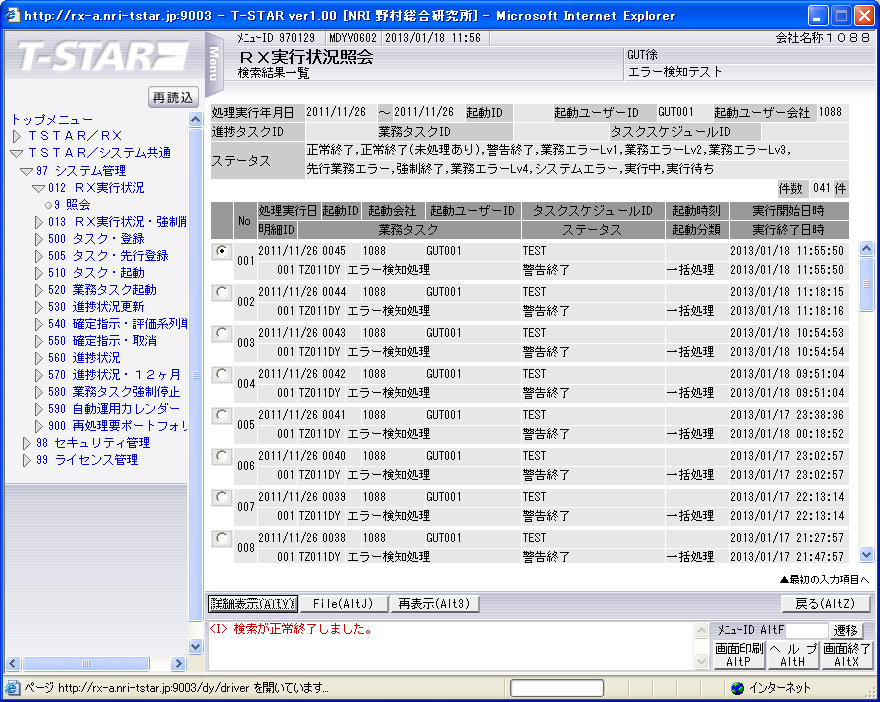 http://rx-a.nri-tstar.jp:9003 - T-STAR ver1.00 [NRI 野村総合研究所] - Microsoft Internet Explorer
T-STAR
Menu
ﾒﾆｭｰID 970129 MDYV0602 2013/01/18 11:56 会社名称１０８８
ＲＸ実行状況照会
検索結果一覧
GUT徐
エラー検知テスト
再読込
トップメニュー
ＴＳＴＡＲ／ＲＸ
ＴＳＴＡＲ／システム共通
97 システム管理
012 ＲＸ実行状況
9 照会
013 ＲＸ実行状況・強制削
500 タスク・登録
505 タスク・先行登録
510 タスク・起動
520 業務タスク起動
530 進捗状況更新
540 確定指示・評価系列単
550 確定指示・取消
560 進捗状況
570 進捗状況・１２ヶ月
580 業務タスク強制停止
590 自動運用カレンダー
900 再処理要ポートフォリ
98 セキュリティ管理
99 ライセンス管理
処理実行年月日 2011/11/26 ～ 2011/11/26 起動ID 起動ユーザーID GUT001 起動ユーザー会社 1088
進捗タスクID 業務タスクID タスクスケジュールID
ステータス 正常終了,正常終了(未処理あり),警告終了,業務エラーLv1,業務エラーLv2,業務エラーLv3,
先行業務エラー,強制終了,業務エラーLv4,システムエラー,実行中,実行待ち
件数 041 件
No 処理実行日 起動ID 起動会社 起動ユーザーID タスクスケジュールID 起動時刻 実行開始日時
明細ID 業務タスク ステータス 起動分類 実行終了日時
001 2011/11/26 0045 1088 GUT001 TEST 2013/01/18 11:55:50
001 TZ011DY エラー検知処理 警告終了 一括処理 2013/01/18 11:55:50
002 2011/11/26 0044 1088 GUT001 TEST 2013/01/18 11:18:15
001 TZ011DY エラー検知処理 警告終了 一括処理 2013/01/18 11:18:16
003 2011/11/26 0043 1088 GUT001 TEST 2013/01/18 10:54:53
001 TZ011DY エラー検知処理 警告終了 一括処理 2013/01/18 10:54:54
004 2011/11/26 0042 1088 GUT001 TEST 2013/01/18 09:51:04
001 TZ011DY エラー検知処理 警告終了 一括処理 2013/01/18 09:51:04
005 2011/11/26 0041 1088 GUT001 TEST 2013/01/17 23:38:36
001 TZ011DY エラー検知処理 警告終了 一括処理 2013/01/18 00:18:52
006 2011/11/26 0040 1088 GUT001 TEST 2013/01/17 23:02:57
001 TZ011DY エラー検知処理 警告終了 一括処理 2013/01/17 23:02:57
007 2011/11/26 0039 1088 GUT001 TEST 2013/01/17 22:13:14
001 TZ011DY エラー検知処理 警告終了 一括処理 2013/01/17 22:13:14
008 2011/11/26 0038 1088 GUT001 TEST 2013/01/17 21:27:57
001 TZ011DY エラー検知処理 警告終了 一括処理 2013/01/17 21:47:57
▲最初の入力項目へ
詳細表示(AltY) File(AltJ) 再表示(Alt3) 戻る(AltZ)
<I> 検索が正常終了しました。
ﾒﾆｭｰID AltF 遷移
画面印刷 ヘ ル プ 画面終了
AltP AltH AltX
ページ http://rx-a.nri-tstar.jp:9003/dy/driver を開いています...
インターネット